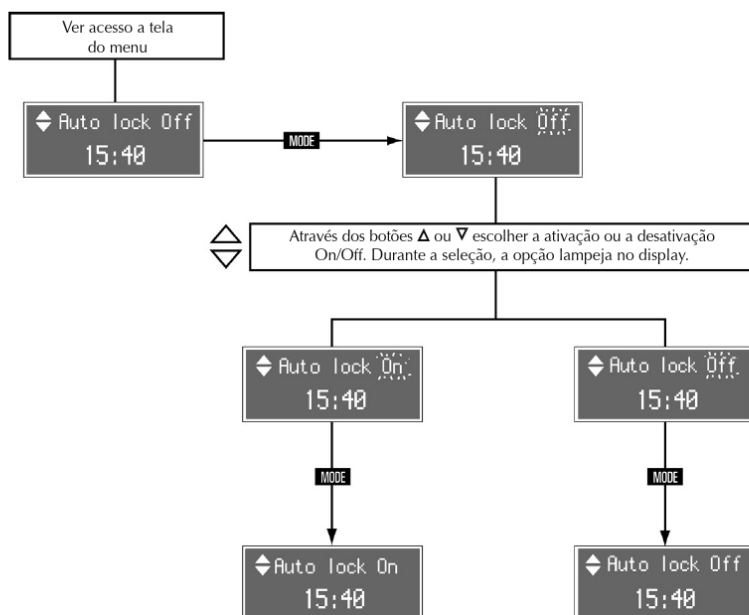 Ver acesso a tela
do menu
Auto lock Off
15:40
MODE
Auto lock Off
15:40
Através dos botões Δ ou ∇ escolher a ativação ou a desativação
On/Off. Durante a seleção, a opção lampeja no display.
Auto lock On
15:40
Auto lock Off
15:40
MODE
MODE
Auto lock On
15:40
Auto lock Off
15:40